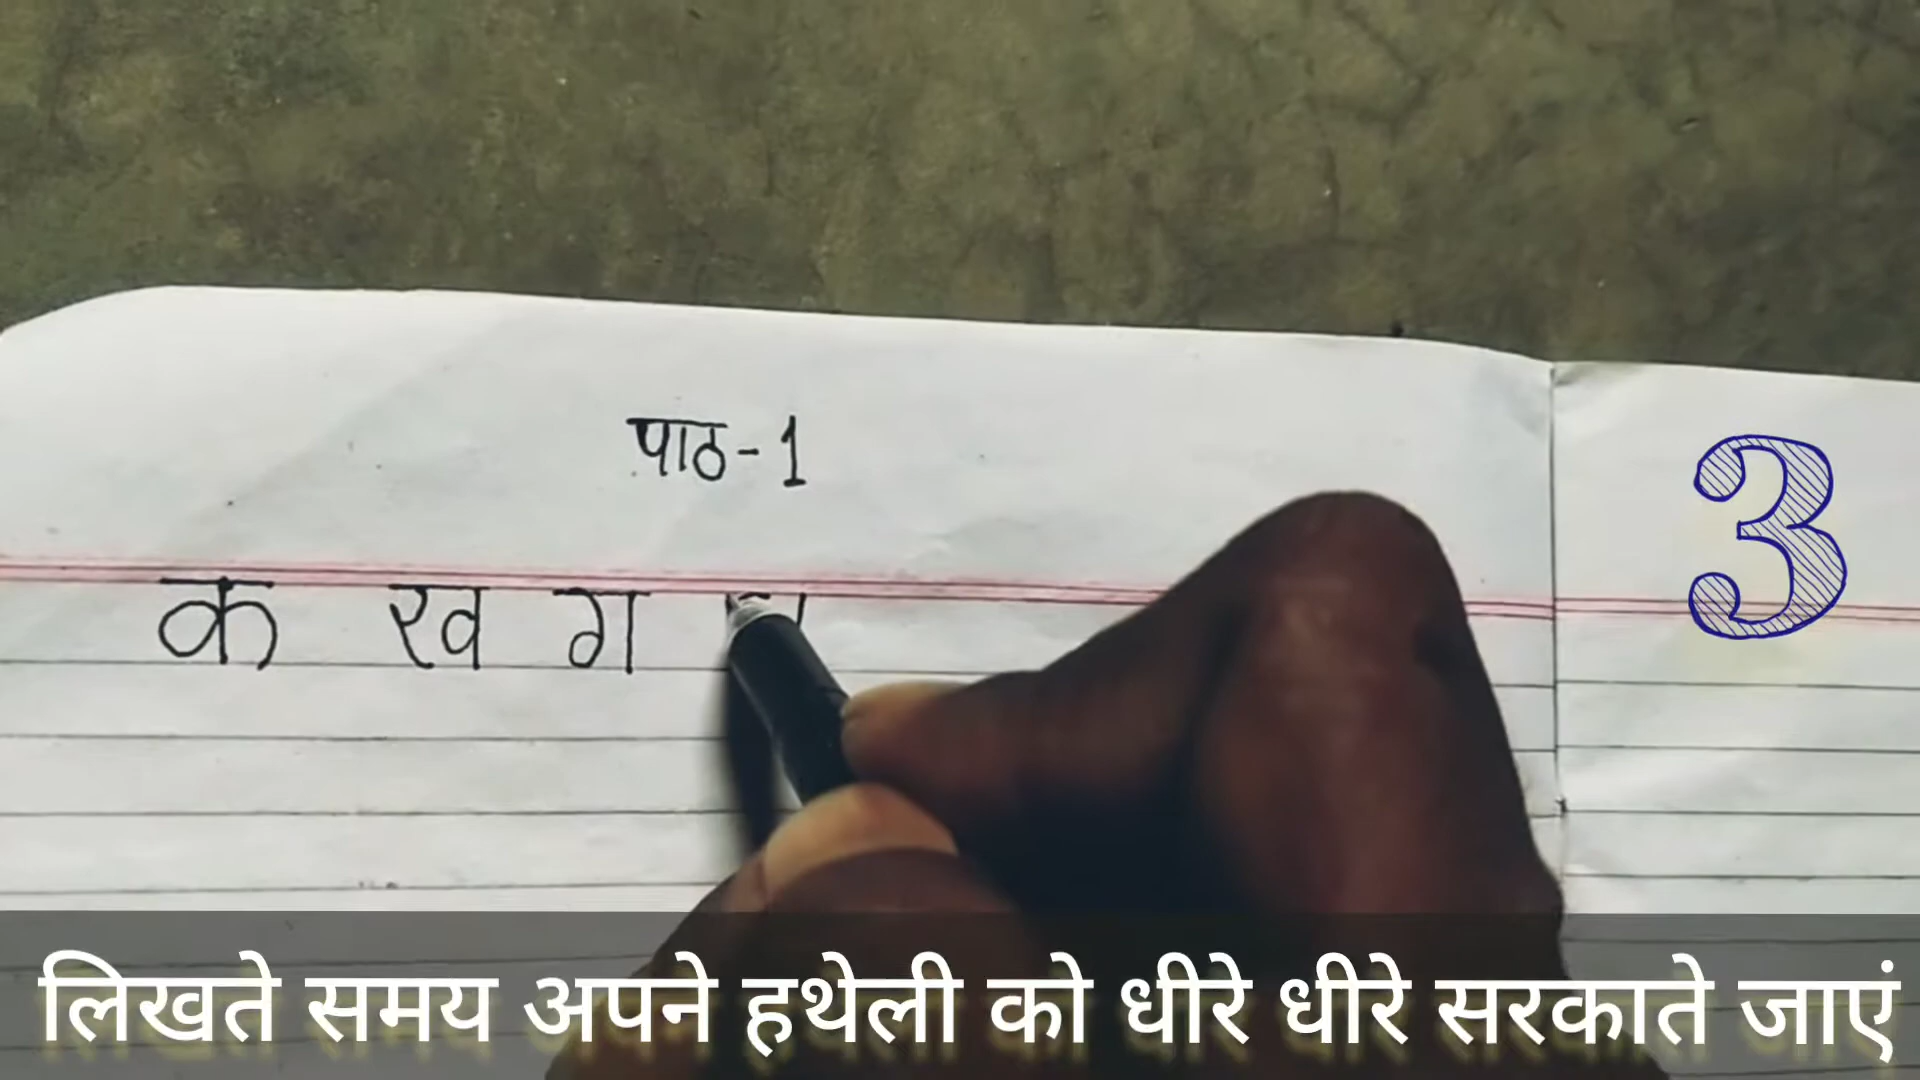 पाठ-1
3
क ख ग
लिखते समय अपने हथेली को धीरे धीरे सरकाते जाएं